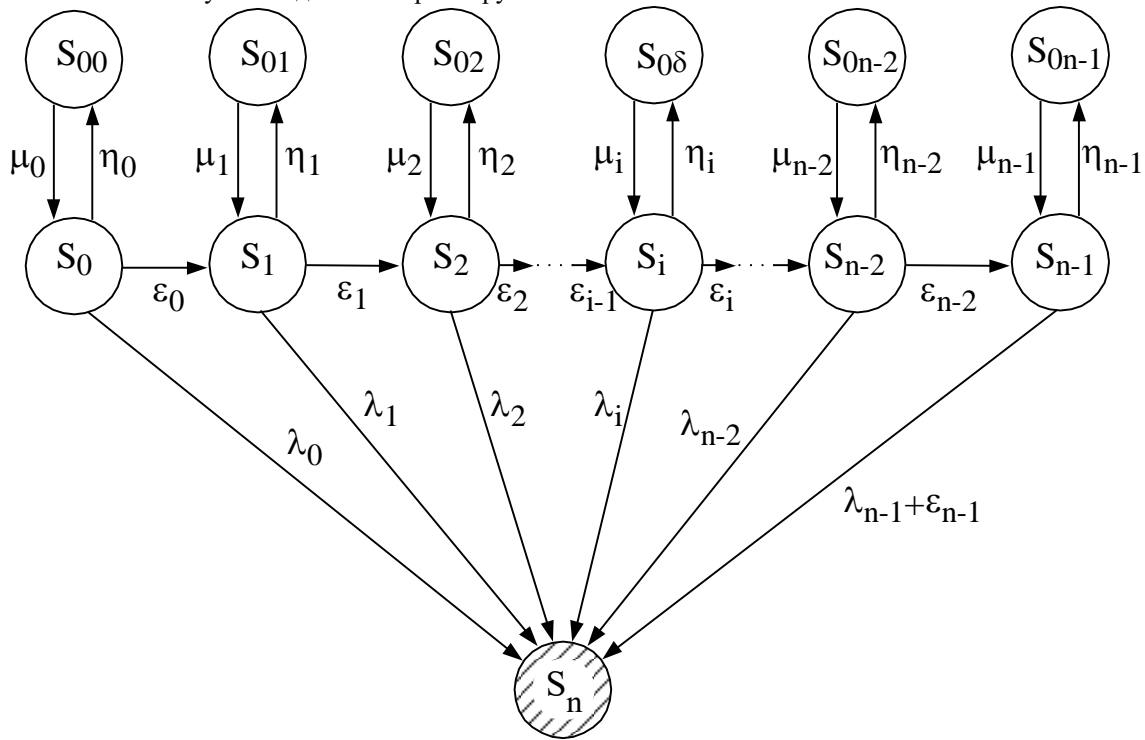 S00 S01 S02 S0δ S0n-2 S0n-1
μ0 η0 μ1 η1 μ2 η2 μi ηi μn-2 ηn-2 μn-1 ηn-1
S0 S1 S2 ... Si ... Sn-2 Sn-1
ε0 ε1 ε2 εi-1 εi εn-2
λ0 λ1 λ2 λi λn-2 λn-1+εn-1
Sn